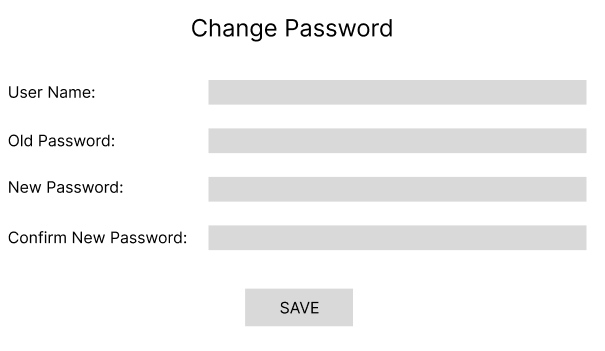 Change Password
User Name:
Old Password:
New Password:
Confirm New Password:
SAVE